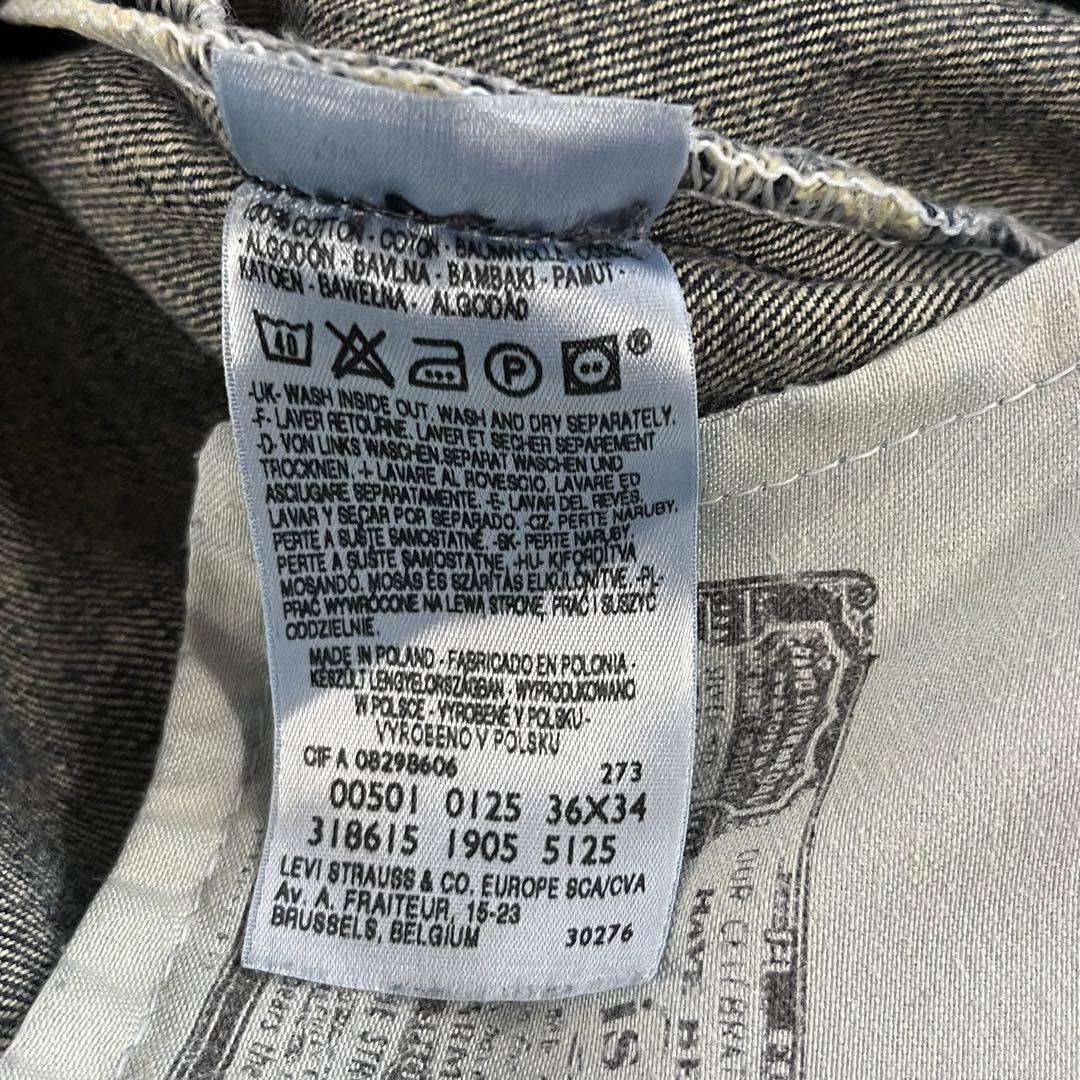 100% COTTON - COTON - BAUMWOLLE
ALGODÓN - BAVLNA - BAMBAKI - PAMUT -
KATOEN - BAWEŁNA - ALGODÃO
40 P ®
-UK- WASH INSIDE OUT. WASH AND DRY SEPARATELY.
-F- LAVER RETOURNE. LAVER ET SECHER SEPAREMENT
-D- VON LINKS WASCHEN,SEPARAT WASCHEN UND
TROCKNEN. -I- LAVARE AL ROVESCIO. LAVARE ED
ASCIUGARE SEPARATAMENTE. -E- LAVAR DEL REVÉS.
LAVAR Y SECAR POR SEPARADO. -CZ- PERTE NARUBY.
PERTE A SUŠTE SAMOSTATNĚ. -SK- PERTE NARUBY.
PERTE A SUŠTE SAMOSTATNE. -HU- KIFORDÍTVA
MOSANDÓ. MOSÁS ÉS SZÁRÍTÁS ELKÜLÖNÍTVE. -PL-
PRAĆ WYWRÓCONE NA LEWĄ STRONĘ, PRAĆ I SUSZYĆ
ODDZIELNIE.
MADE IN POLAND - FABRICADO EN POLONIA -
KÉSZÜLT LENGYELORSZÁGBAN - WYPRODUKOWANO
W POLSCE - VYROBENÉ V POĽSKU -
VYROBENO V POLSKU
CIF A 08298606 273
00501 0125 36X34
318615 1905 5125
LEVI STRAUSS & CO. EUROPE SCA/CVA
Av. A. FRAITEUR, 15-23
BRUSSELS, BELGIUM 30276